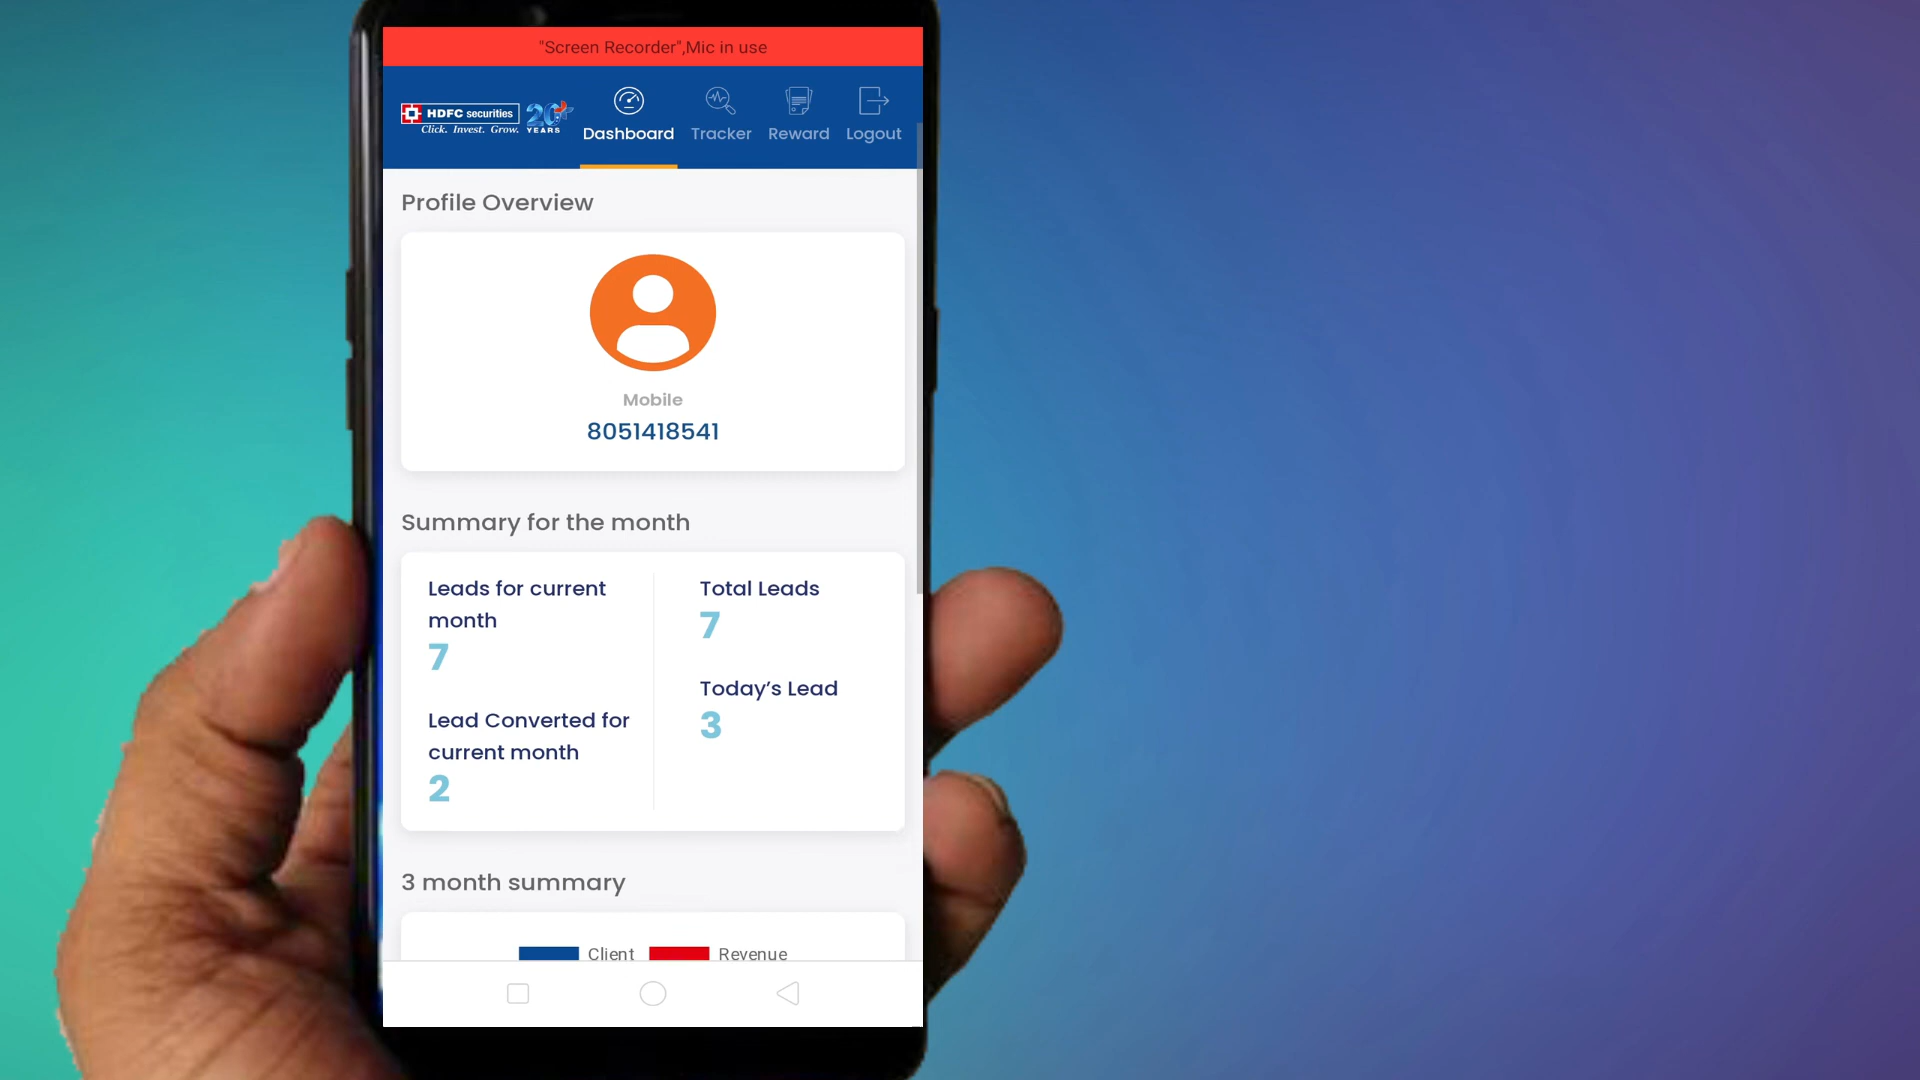 "Screen Recorder",Mic in use
HDFC securities
Click. Invest. Grow.
20
YEARS
Dashboard
Tracker
Reward
Logout
Profile Overview
Mobile
8051418541
Summary for the month
Leads for current
month
7
Lead Converted for
current month
2
Total Leads
7
Today’s Lead
3
3 month summary
Client
Revenue